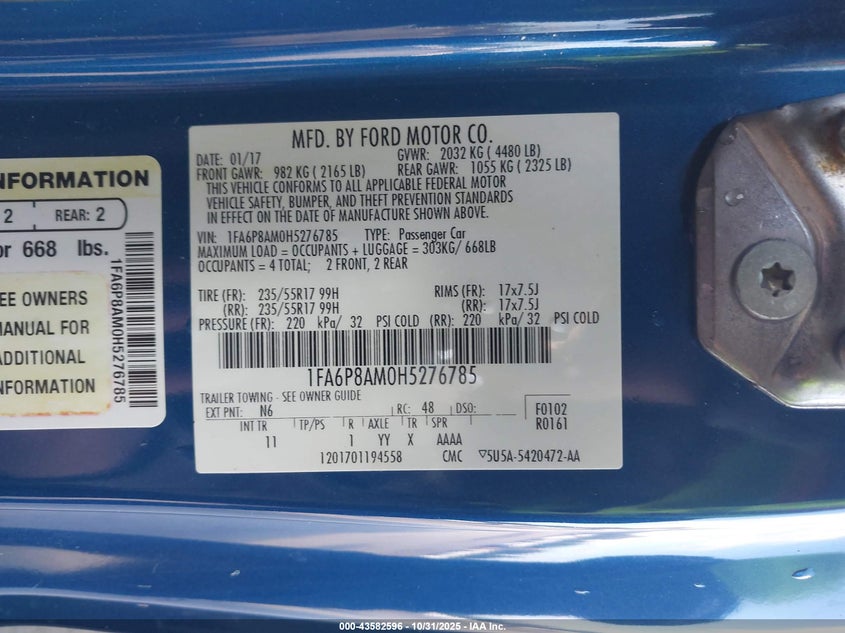 NFORMATION
2 REAR: 2
or 668 lbs.
EE OWNERS
MANUAL FOR
ADDITIONAL
NFORMATION
1FA6P8AM0H5276785
MFD. BY FORD MOTOR CO.
DATE: 01/17 GVWR: 2032 KG ( 4480 LB)
FRONT GAWR: 982 KG ( 2165 LB) REAR GAWR: 1055 KG ( 2325 LB)
THIS VEHICLE CONFORMS TO ALL APPLICABLE FEDERAL MOTOR
VEHICLE SAFETY, BUMPER, AND THEFT PREVENTION STANDARDS
IN EFFECT ON THE DATE OF MANUFACTURE SHOWN ABOVE.
VIN: 1FA6P8AM0H5276785 TYPE: Passenger Car
MAXIMUM LOAD = OCCUPANTS + LUGGAGE = 303KG/ 668LB
OCCUPANTS = 4 TOTAL; 2 FRONT, 2 REAR
TIRE (FR): 235/55R17 99H RIMS (FR): 17x7.5J
(RR): 235/55R17 99H (RR): 17x7.5J
PRESSURE (FR): 220 kPa/ 32 PSI COLD (RR): 220 kPa/ 32 PSI COLD
1FA6P8AM0H5276785
TRAILER TOWING - SEE OWNER GUIDE
EXT PNT: N6 RC: 48 DSO: F0102
R0161
INT TR TP/PS R AXLE TR SPR
11 1 YY X AAAA
1201701194558 CMC ▽5U5A-5420472-AA
000-43582596 - 10/31/2025 - IAA Inc.